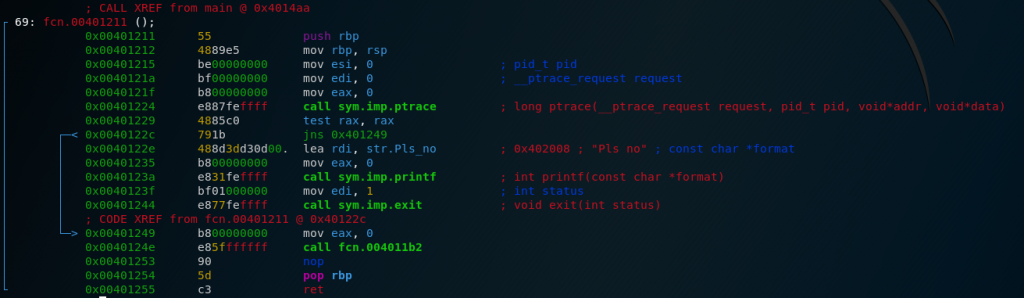 ; CALL XREF from main @ 0x4014aa
69: fcn.00401211 ();
0x00401211 55 push rbp
0x00401212 4889e5 mov rbp, rsp
0x00401215 be00000000 mov esi, 0 ; pid_t pid
0x0040121a bf00000000 mov edi, 0 ; __ptrace_request request
0x0040121f b800000000 mov eax, 0
0x00401224 e887feffff call sym.imp.ptrace ; long ptrace(__ptrace_request request, pid_t pid, void*addr, void*data)
0x00401229 4885c0 test rax, rax
0x0040122c 791b jns 0x401249
0x0040122e 488d3dd30d00. lea rdi, str.Pls_no ; 0x402008 ; "Pls no" ; const char *format
0x00401235 b800000000 mov eax, 0
0x0040123a e831feffff call sym.imp.printf ; int printf(const char *format)
0x0040123f bf01000000 mov edi, 1 ; int status
0x00401244 e877feffff call sym.imp.exit ; void exit(int status)
; CODE XREF from fcn.00401211 @ 0x40122c
0x00401249 b800000000 mov eax, 0
0x0040124e e85fffffff call fcn.004011b2
0x00401253 90 nop
0x00401254 5d pop rbp
0x00401255 c3 ret